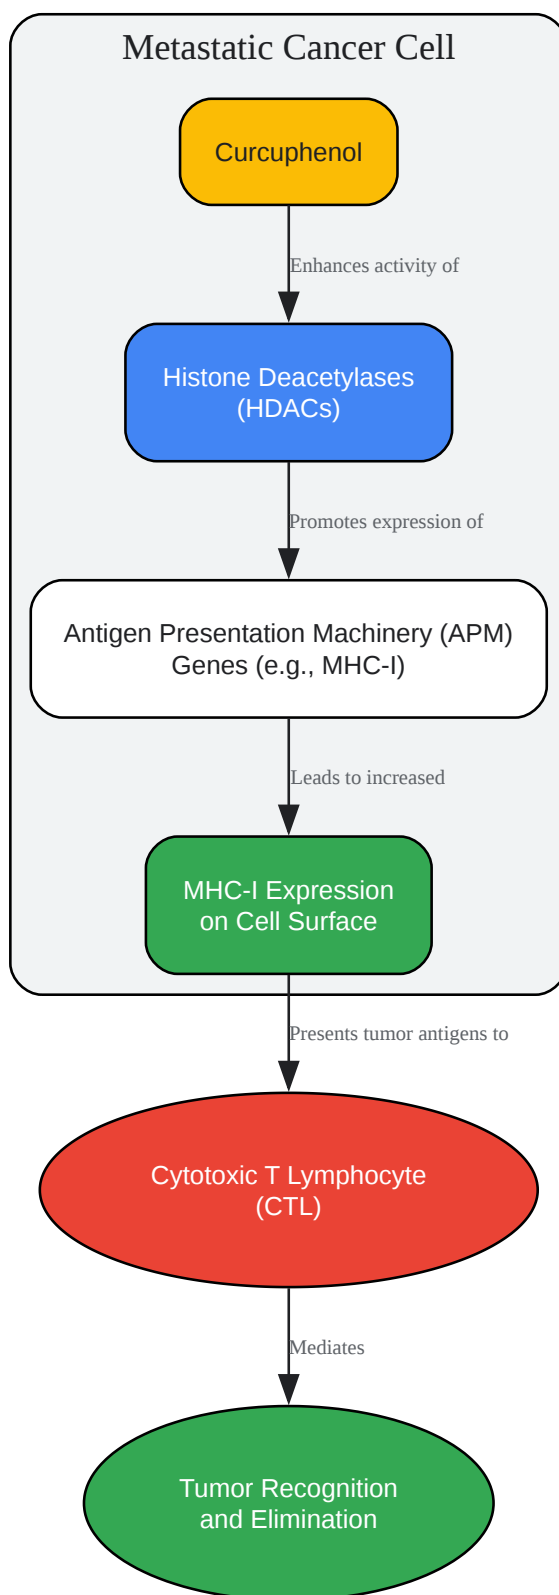 Metastatic Cancer Cell
Curcuphenol
Enhances activity of
Histone Deacetylases
(HDACs)
Promotes expression of
Antigen Presentation Machinery (APM)
Genes (e.g., MHC-I)
Leads to increased
MHC-I Expression
on Cell Surface
Presents tumor antigens to
Cytotoxic T Lymphocyte
(CTL)
Mediates
Tumor Recognition
and Elimination